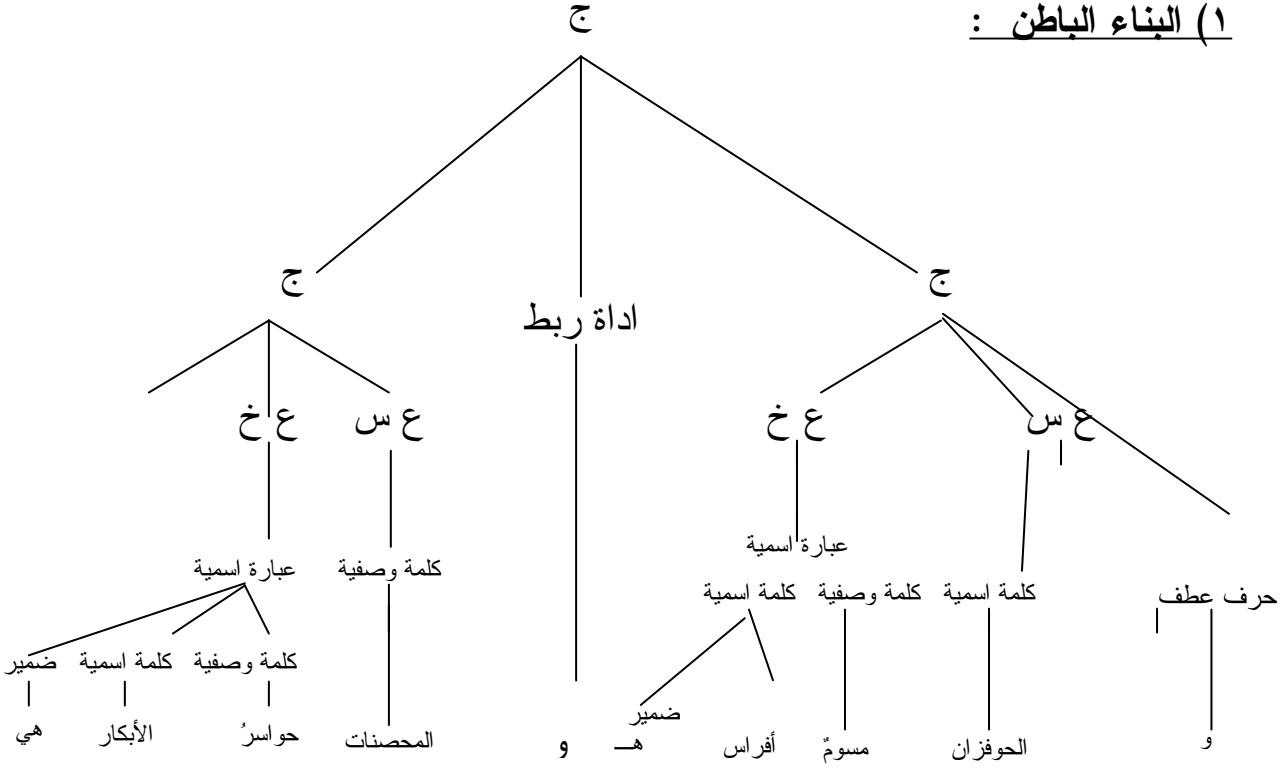 ١) البناء الباطن :
ج
ج ج
اداة ربط
ع س ع خ ع س ع خ
عبارة اسمية
كلمة وصفية عبارة اسمية
حرف عطف كلمة اسمية كلمة وصفية كلمة اسمية
كلمة وصفية كلمة اسمية ضمير
ضمير
و الحوفزان مسومٌ أفراس هـ و المحصنات حواسرُ الأبكار هي